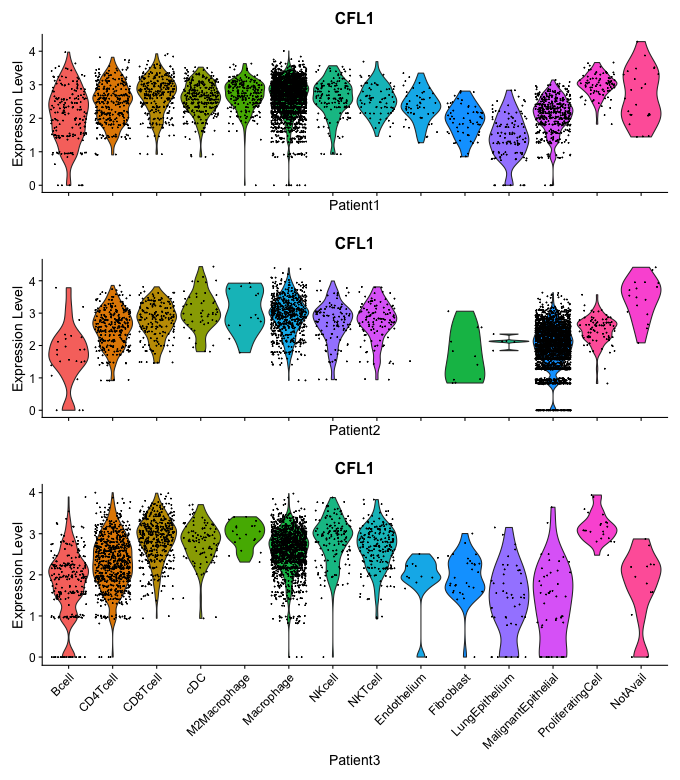 CFL1
Expression Level
4
3
2
1
0
Patient1
CFL1
Expression Level
4
3
2
1
0
Patient2
CFL1
Expression Level
4
3
2
1
0
Bcell
CD4Tcell
CD8Tcell
cDC
M2Macrophage
Macrophage
NKcell
NKTcell
Endothelium
Fibroblast
LungEpithelium
MalignantEpithelial
ProliferatingCell
NotAvail
Patient3